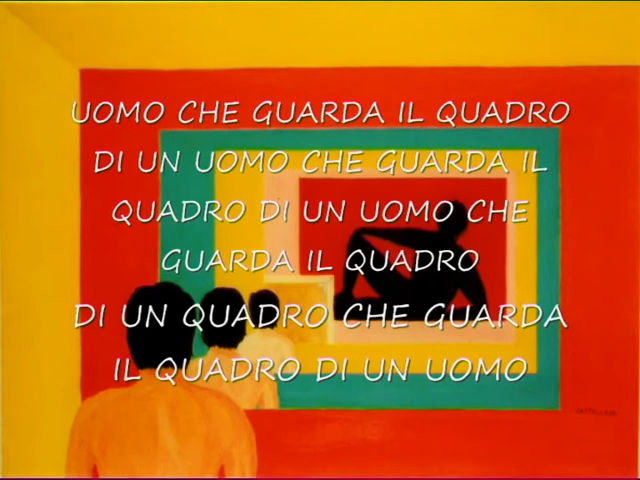 UOMO CHE GUARDA IL QUADRO
DI UN UOMO CHE GUARDA IL
QUADRO DI UN UOMO CHE
GUARDA IL QUADRO
DI UN QUADRO CHE GUARDA
IL QUADRO DI UN UOMO